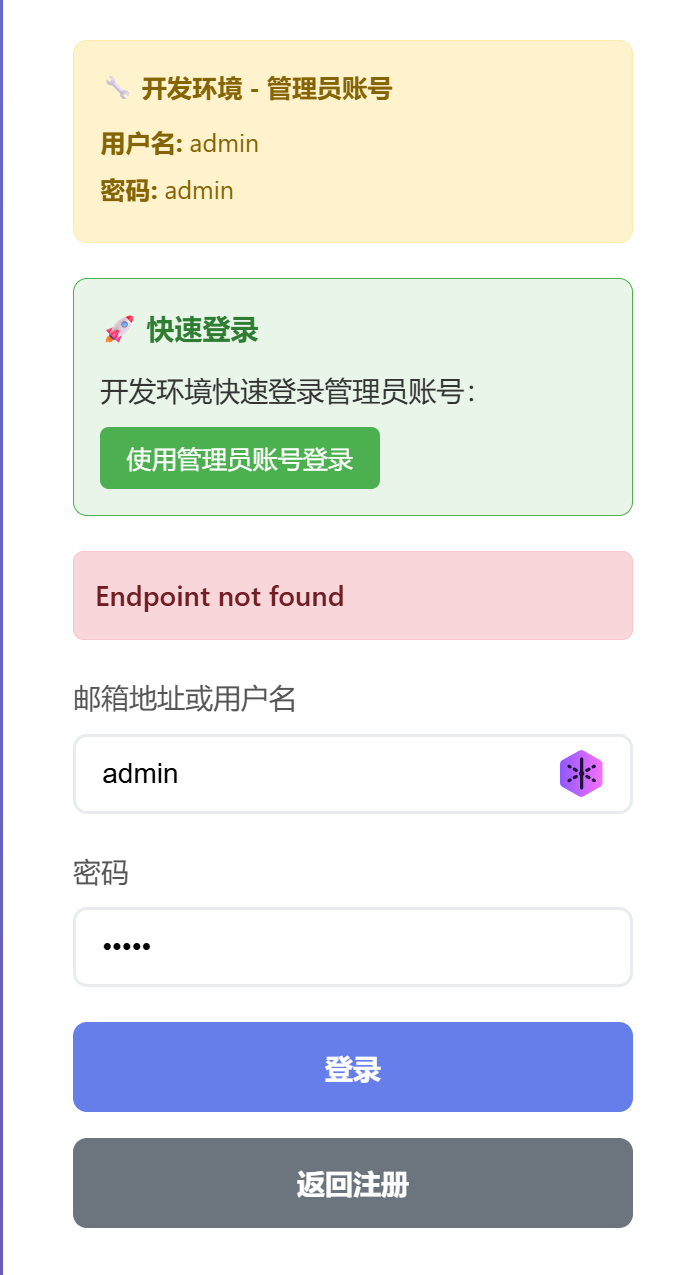 开发环境 - 管理员账号
用户名: admin
密码: admin
快速登录
开发环境快速登录管理员账号：
使用管理员账号登录
Endpoint not found
邮箱地址或用户名
admin
密码
•••••
登录
返回注册